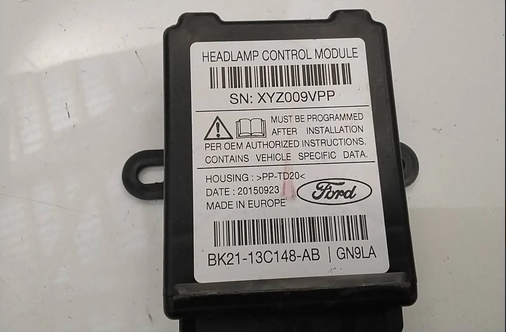 HEADLAMP CONTROL MODULE
SN: XYZ009VPP
MUST BE PROGRAMMED
AFTER INSTALLATION
PER OEM AUTHORIZED INSTRUCTIONS.
CONTAINS VEHICLE SPECIFIC DATA.
HOUSING : >PP-TD20<
DATE : 20150923
MADE IN EUROPE
Ford
BK21-13C148-AB | GN9LA